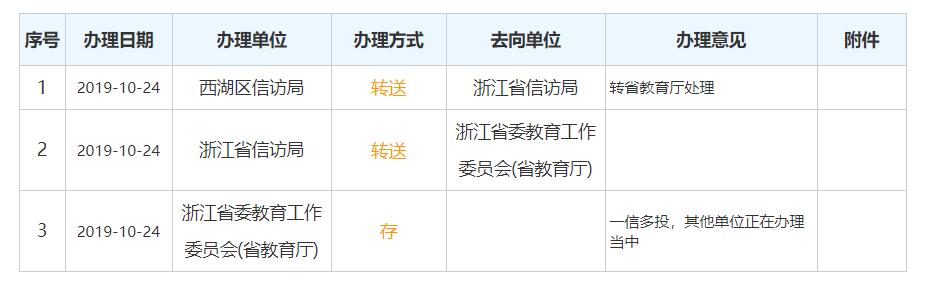 序号 办理日期 办理单位 办理方式 去向单位 办理意见 附件
1 2019-10-24 西湖区信访局 转送 浙江省信访局 转省教育厅处理
2 2019-10-24 浙江省信访局 转送 浙江省委教育工作
委员会(省教育厅)
3 2019-10-24 浙江省委教育工作
委员会(省教育厅) 存 一信多投，其他单位正在办理
当中